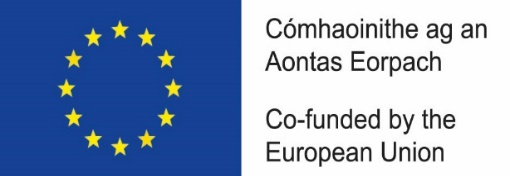 Cómhaoinithe ag an
Aontas Eorpach
Co-funded by the
European Union